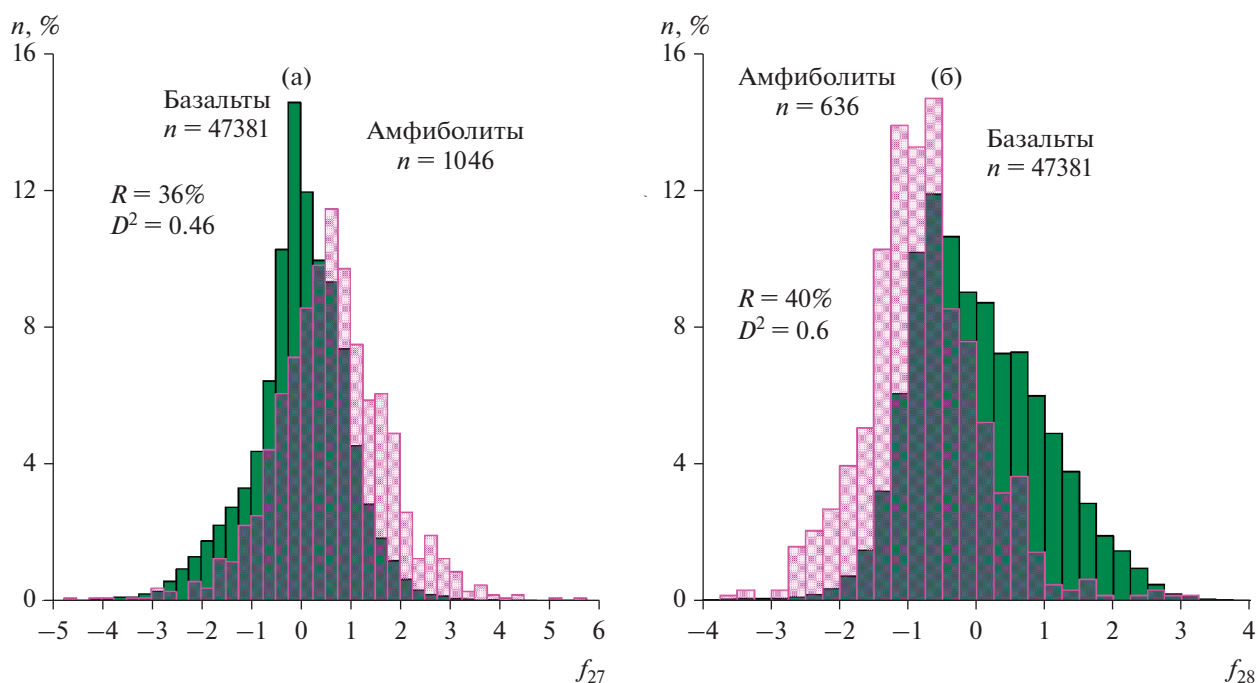 n, %
16
(а)
Базальты
n = 47381
Амфиболиты
n = 1046
12
R = 36%
D² = 0.46
8
4
0
−5 −4 −3 −2 −1 0 1 2 3 4 5 6
f₂₇
n, %
16
Амфиболиты (б)
n = 636
Базальты
n = 47381
12
R = 40%
D² = 0.6
8
4
0
−4 −3 −2 −1 0 1 2 3 4
f₂₈